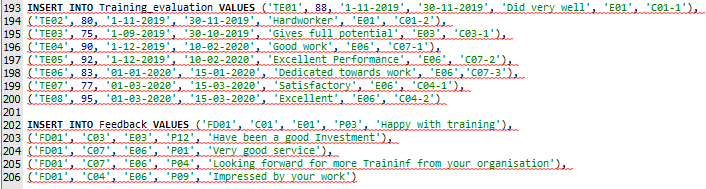 193 INSERT INTO Training_evaluation VALUES ('TE01', 88, '1-11-2019', '30-11-2019', 'Did very well', 'E01', 'C01-1'),
194 ('TE02', 80, '1-11-2019', '30-11-2019', 'Hardworker', 'E01', 'C01-2'),
195 ('TE03', 75, '1-09-2019', '30-10-2019', 'Gives full potential', 'E03', 'C03-1'),
196 ('TE04', 90, '1-12-2019', '10-02-2020', 'Good work', 'E06', 'C07-1'),
197 ('TE05', 92, '1-12-2019', '10-02-2020', 'Excellent Performance', 'E06', 'C07-2'),
198 ('TE06', 83, '01-01-2020', '15-01-2020', 'Dedicated towards work', 'E06','C07-3'),
199 ('TE07', 77, '01-03-2020', '15-03-2020', 'Satisfactory', 'E06', 'C04-1'),
200 ('TE08', 95, '01-03-2020', '15-03-2020', 'Excellent', 'E06', 'C04-2')
201
202 INSERT INTO Feedback VALUES ('FD01', 'C01', 'E01', 'P03', 'Happy with training'),
203 ('FD01', 'C03', 'E03', 'P12', 'Have been a good Investment'),
204 ('FD01', 'C07', 'E06', 'P01', 'Very good service'),
205 ('FD01', 'C07', 'E06', 'P04', 'Looking forward for more Traininf from your organisation'),
206 ('FD01', 'C04', 'E06', 'P09', 'Impressed by your work')